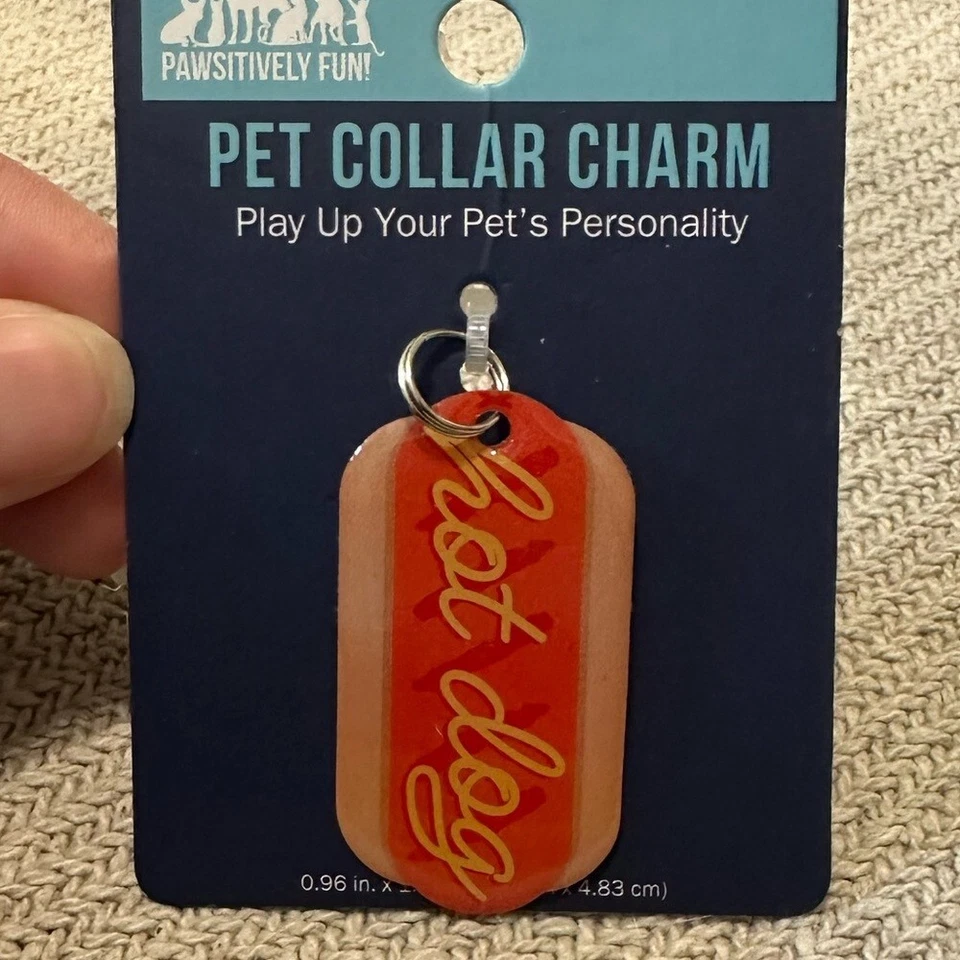 PAWSITIVELY FUN!
PET COLLAR CHARM
Play Up Your Pet's Personality
hot dog
0.96 in. x 4.83 cm)